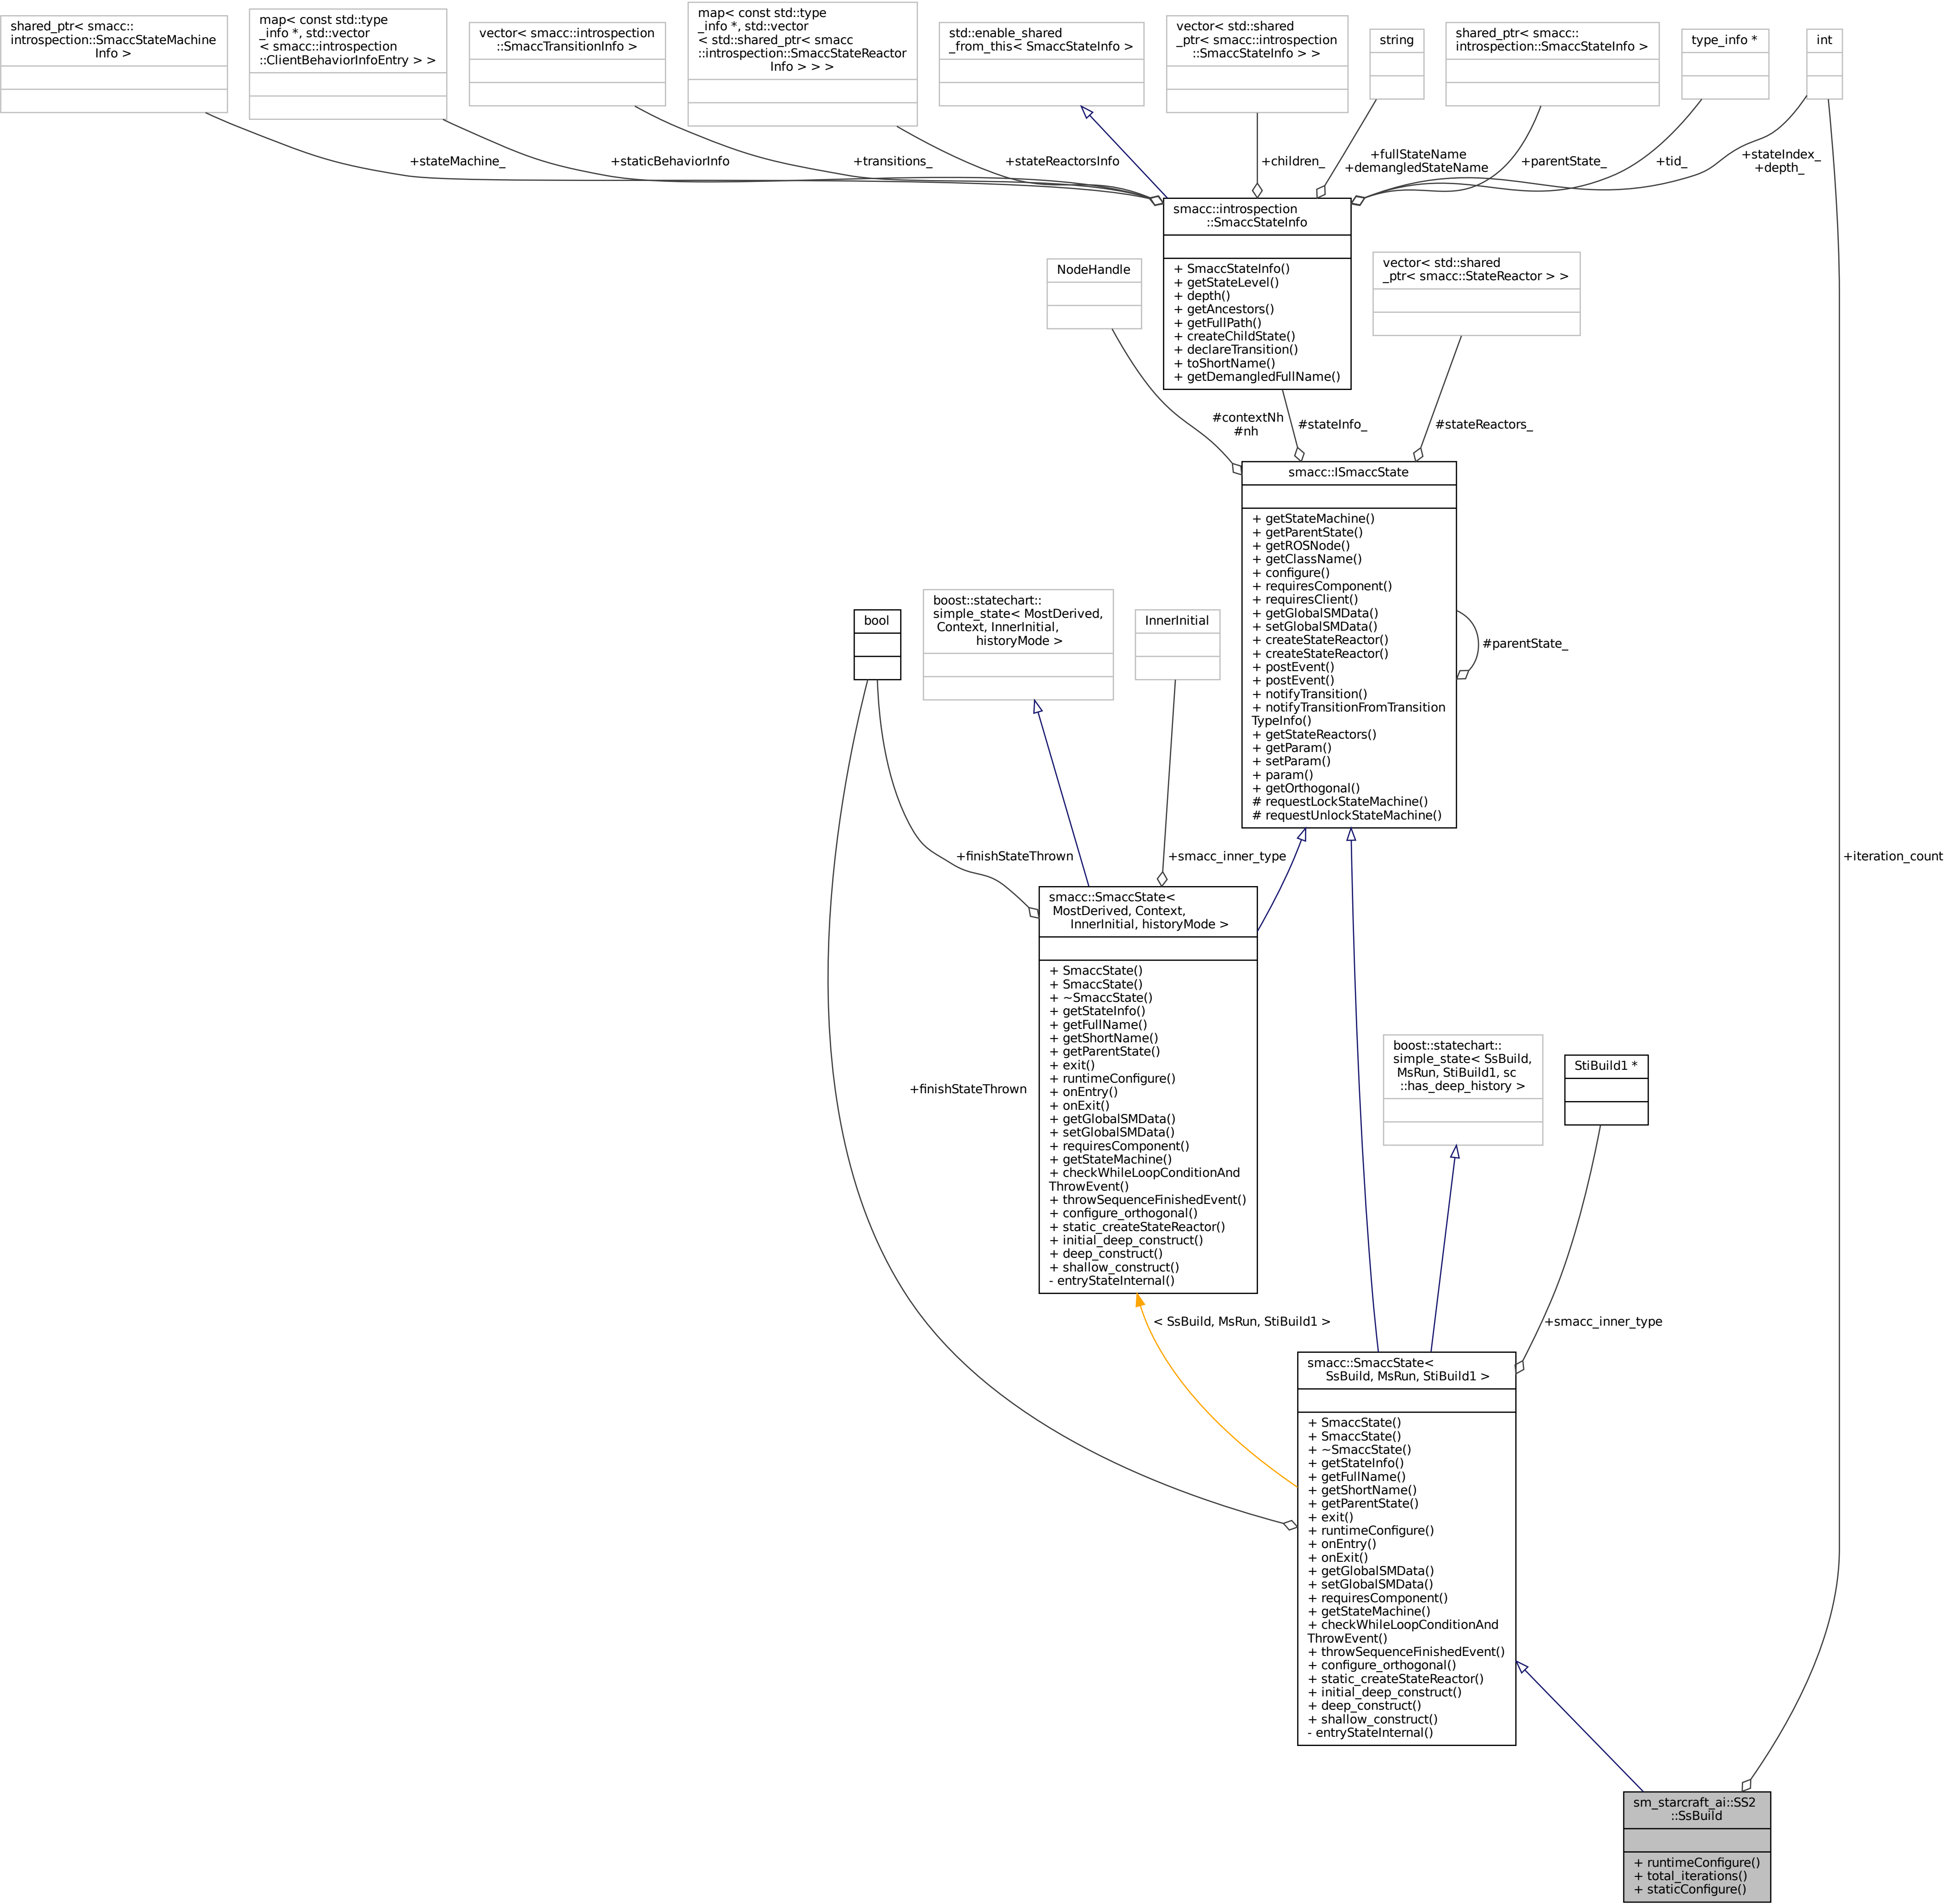 shared_ptr< smacc::
introspection::SmaccStateMachine
Info >
map< const std::type
_info *, std::vector
< smacc::introspection
::ClientBehaviorInfoEntry > >
vector< smacc::introspection
::SmaccTransitionInfo >
map< const std::type
_info *, std::vector
< std::shared_ptr< smacc
::introspection::SmaccStateReactor
Info > > >
std::enable_shared
_from_this< SmaccStateInfo >
vector< std::shared
_ptr< smacc::introspection
::SmaccStateInfo > >
string
shared_ptr< smacc::
introspection::SmaccStateInfo >
type_info *
int
+stateMachine_
+staticBehaviorInfo
+transitions_
+stateReactorsInfo
+children_
+fullStateName
+demangledStateName
+parentState_
+tid_
+stateIndex_
+depth_
smacc::introspection
::SmaccStateInfo
+ SmaccStateInfo()
+ getStateLevel()
+ depth()
+ getAncestors()
+ getFullPath()
+ createChildState()
+ declareTransition()
+ toShortName()
+ getDemangledFullName()
NodeHandle
vector< std::shared
_ptr< smacc::StateReactor > >
#contextNh
#nh
#stateInfo_
#stateReactors_
smacc::ISmaccState
+ getStateMachine()
+ getParentState()
+ getROSNode()
+ getClassName()
+ configure()
+ requiresComponent()
+ requiresClient()
+ getGlobalSMData()
+ setGlobalSMData()
+ createStateReactor()
+ createStateReactor()
+ postEvent()
+ postEvent()
+ notifyTransition()
+ notifyTransitionFromTransition
TypeInfo()
+ getStateReactors()
+ getParam()
+ setParam()
+ param()
+ getOrthogonal()
# requestLockStateMachine()
# requestUnlockStateMachine()
#parentState_
bool
boost::statechart::
simple_state< MostDerived,
Context, InnerInitial,
historyMode >
InnerInitial
+finishStateThrown
+smacc_inner_type
+iteration_count
smacc::SmaccState<
MostDerived, Context,
InnerInitial, historyMode >
+ SmaccState()
+ SmaccState()
+ ~SmaccState()
+ getStateInfo()
+ getFullName()
+ getShortName()
+ getParentState()
+ exit()
+ runtimeConfigure()
+ onEntry()
+ onExit()
+ getGlobalSMData()
+ setGlobalSMData()
+ requiresComponent()
+ getStateMachine()
+ checkWhileLoopConditionAnd
ThrowEvent()
+ throwSequenceFinishedEvent()
+ configure_orthogonal()
+ static_createStateReactor()
+ initial_deep_construct()
+ deep_construct()
+ shallow_construct()
- entryStateInternal()
+finishStateThrown
boost::statechart::
simple_state< SsBuild,
MsRun, StiBuild1, sc
::has_deep_history >
StiBuild1 *
< SsBuild, MsRun, StiBuild1 >
+smacc_inner_type
smacc::SmaccState<
SsBuild, MsRun, StiBuild1 >
+ SmaccState()
+ SmaccState()
+ ~SmaccState()
+ getStateInfo()
+ getFullName()
+ getShortName()
+ getParentState()
+ exit()
+ runtimeConfigure()
+ onEntry()
+ onExit()
+ getGlobalSMData()
+ setGlobalSMData()
+ requiresComponent()
+ getStateMachine()
+ checkWhileLoopConditionAnd
ThrowEvent()
+ throwSequenceFinishedEvent()
+ configure_orthogonal()
+ static_createStateReactor()
+ initial_deep_construct()
+ deep_construct()
+ shallow_construct()
- entryStateInternal()
sm_starcraft_ai::SS2
::SsBuild
+ runtimeConfigure()
+ total_iterations()
+ staticConfigure()